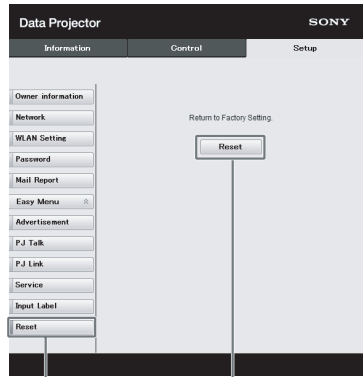 Data Projector SONY
Information Control Setup
Owner information
Network
WLAN Setting
Password
Mail Report
Easy Menu
Advertisement
PJ Talk
PJ Link
Service
Input Label
Reset
Return to Factory Setting.
Reset